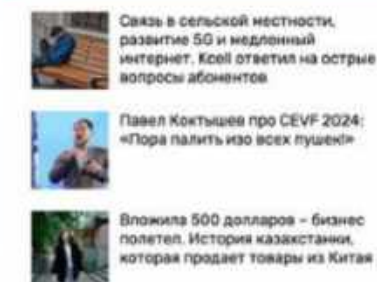 Связь в сельской местности,
развитие 5G и медленный
интернет. Kcell ответил на острые
вопросы абонентов
Павел Коктышев про CEVF 2024:
«Пора палить изо всех пушек!»
Вложила 500 долларов – бизнес
полетел. История казахстанки,
которая продает товары из Китая